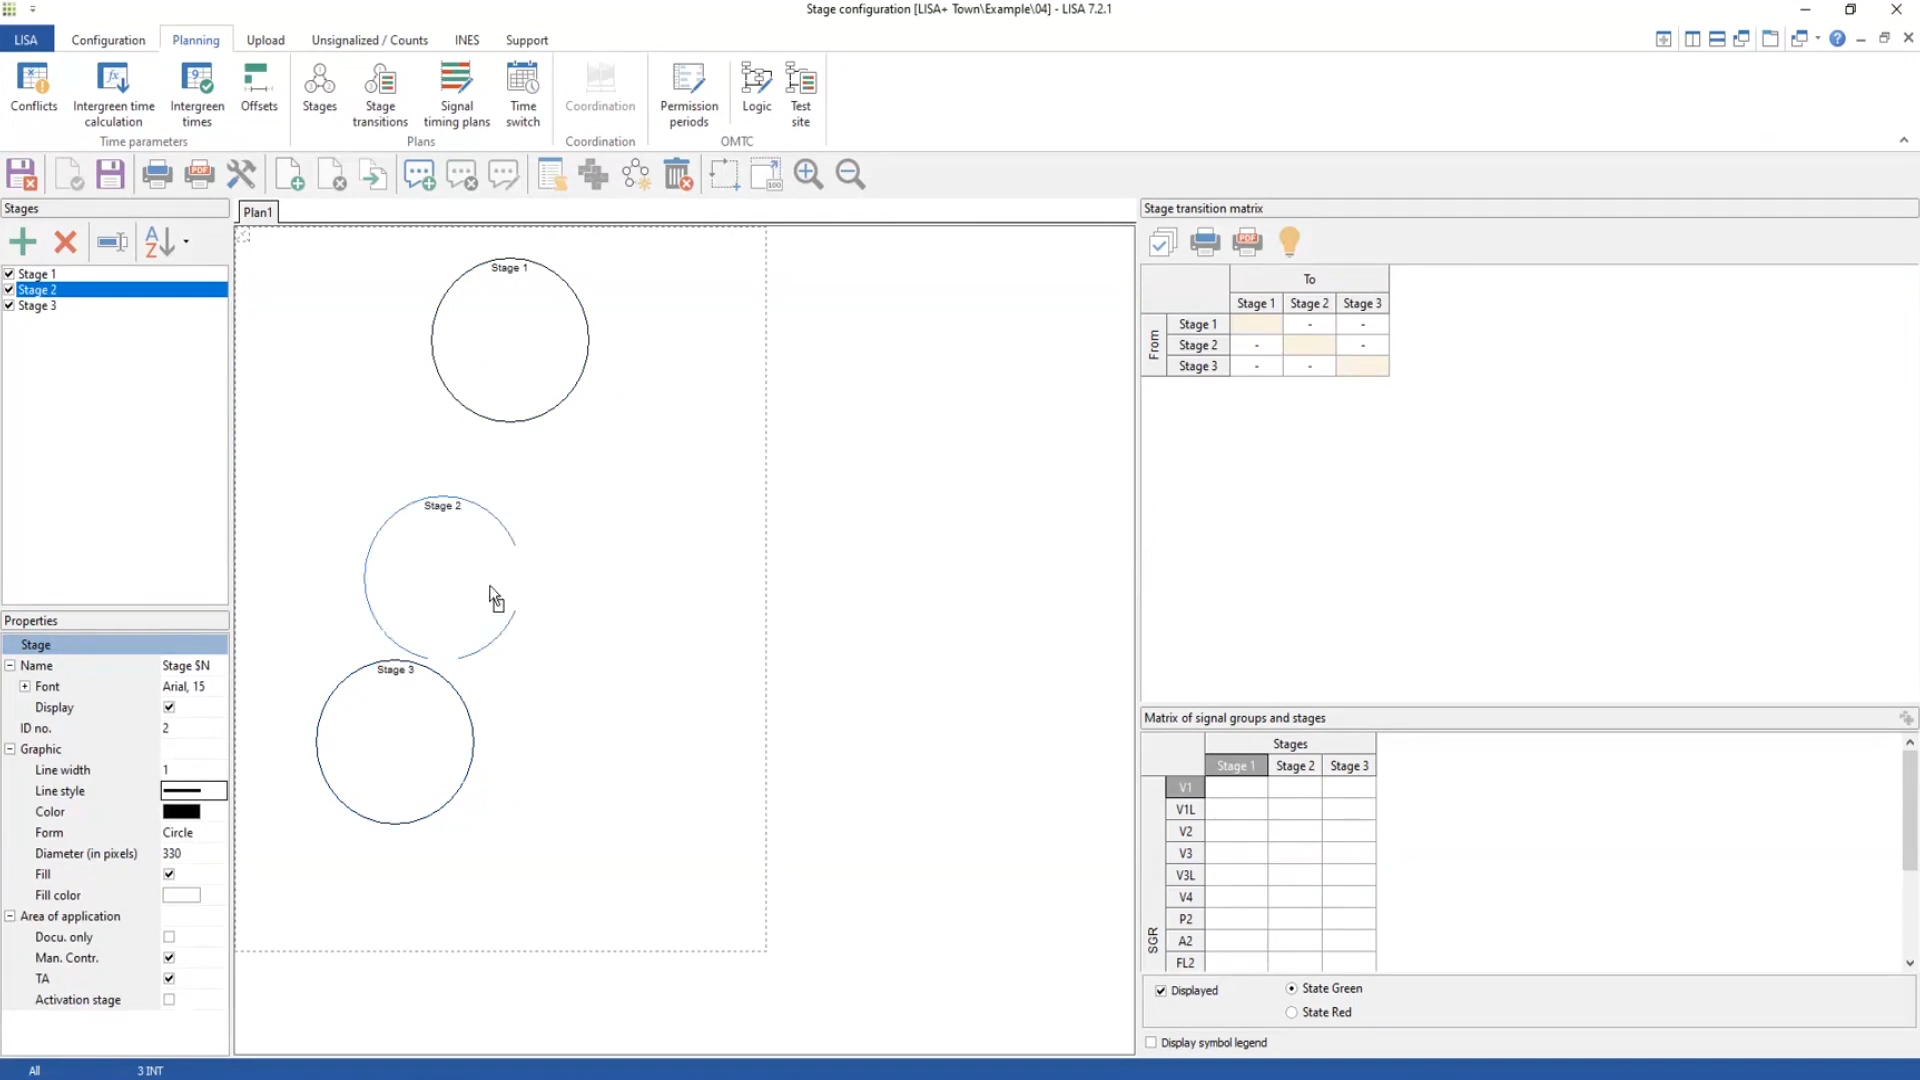 Stage configuration [LISA+ Town\Example\04] - LISA 7.2.1
LISA Configuration Planning Upload Unsignalized / Counts INES Support
Conflicts Intergreen time calculation Intergreen times Offsets Stages Stage transitions Signal timing plans Time switch Coordination Permission periods Logic Test site
Time parameters Plans Coordination OMTC
Stages
Stage 1
Stage 2
Stage 3
Properties
Stage
Name Stage $N
Font Arial, 15
Display
ID no. 2
Graphic
Line width 1
Line style
Color
Form Circle
Diameter (in pixels) 330
Fill
Fill color
Area of application
Docu. only
Man. Contr.
TA
Activation stage
Plan1
Stage 1
Stage 2
Stage 3
Stage transition matrix
To
Stage 1 Stage 2 Stage 3
From
Stage 1 - -
Stage 2 - -
Stage 3 - -
Matrix of signal groups and stages
Stages
Stage 1 Stage 2 Stage 3
SGR
V1
V1L
V2
V3
V3L
V4
P2
A2
FL2
Displayed State Green
State Red
Display symbol legend
All 3 INT